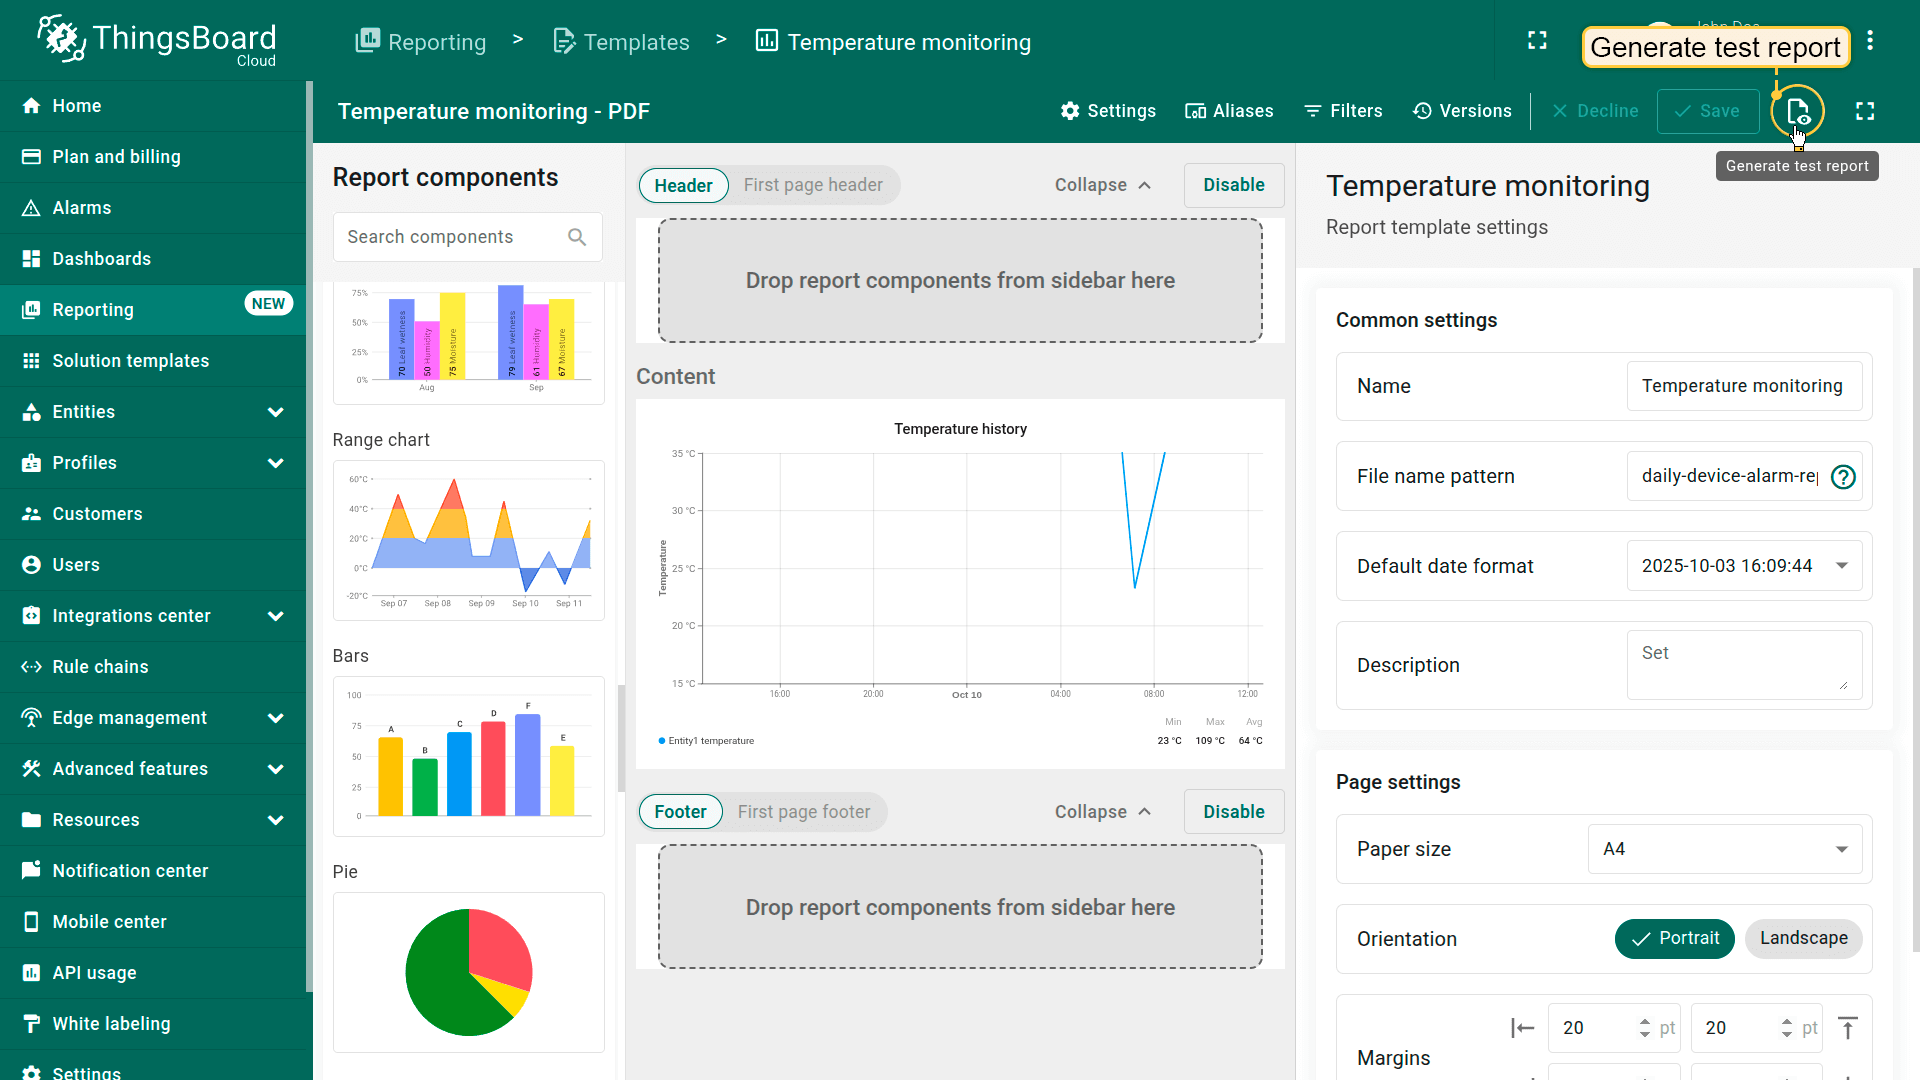 ThingsBoard
Cloud
Reporting > Templates > Temperature monitoring
Generate test report
Home
Plan and billing
Alarms
Dashboards
Reporting NEW
Solution templates
Entities
Profiles
Customers
Users
Integrations center
Rule chains
Edge management
Advanced features
Resources
Notification center
Mobile center
API usage
White labeling
Settings
Temperature monitoring - PDF
Settings Aliases Filters Versions Decline Save
Generate test report
Report components
Search components
75%
50%
25%
0%
70 Leaf wetness
50 Humidity
75 Moisture
79 Leaf wetness
61 Humidity
67 Moisture
Aug Sep
Range chart
60°C
40°C
20°C
0°C
-20°C
Sep 07 Sep 08 Sep 09 Sep 10 Sep 11
Bars
100
75
50
25
0
A B C D F E
Pie
Header First page header Collapse Disable
Drop report components from sidebar here
Content
Temperature history
Temperature
35 °C
30 °C
25 °C
20 °C
15 °C
16:00 20:00 Oct 10 04:00 08:00 12:00
Min Max Avg
Entity1 temperature 23 °C 109 °C 64 °C
Footer First page footer Collapse Disable
Drop report components from sidebar here
Temperature monitoring
Report template settings
Common settings
Name Temperature monitoring
File name pattern daily-device-alarm-re
Default date format 2025-10-03 16:09:44
Description Set
Page settings
Paper size A4
Orientation Portrait Landscape
Margins 20 pt 20 pt